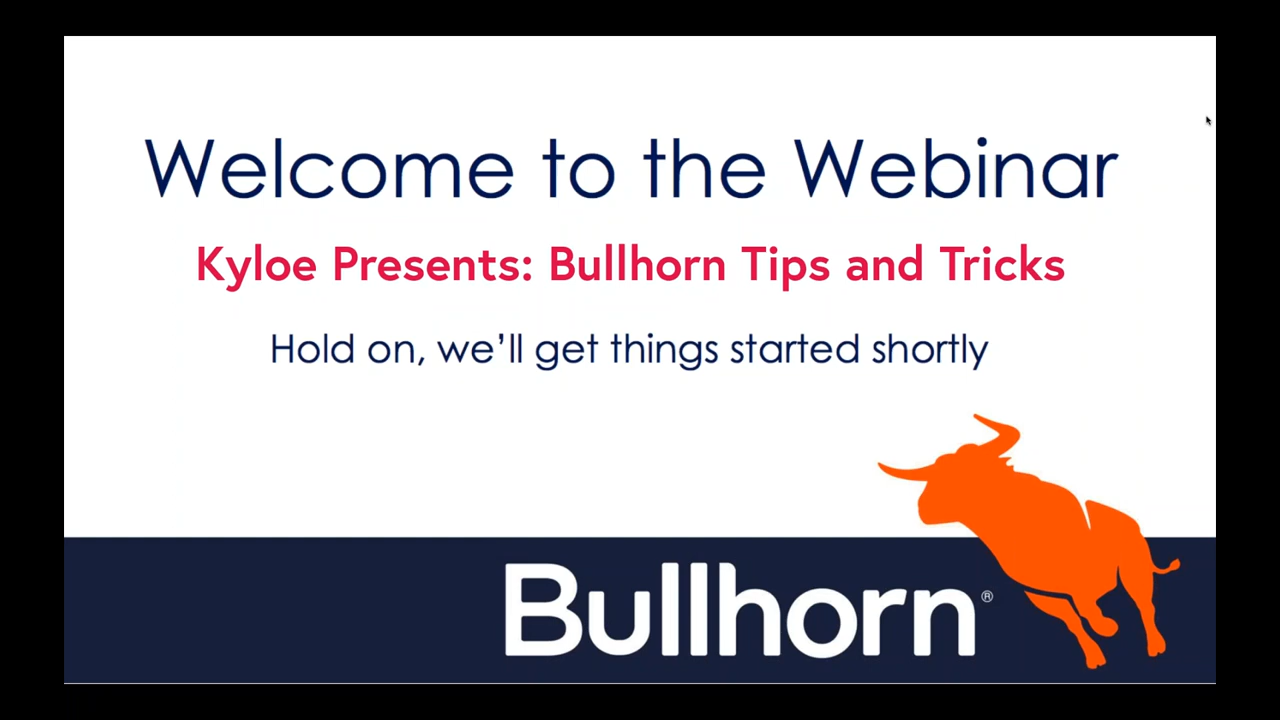 Welcome to the Webinar
Kyloe Presents: Bullhorn Tips and Tricks
Hold on, we’ll get things started shortly
Bullhorn®